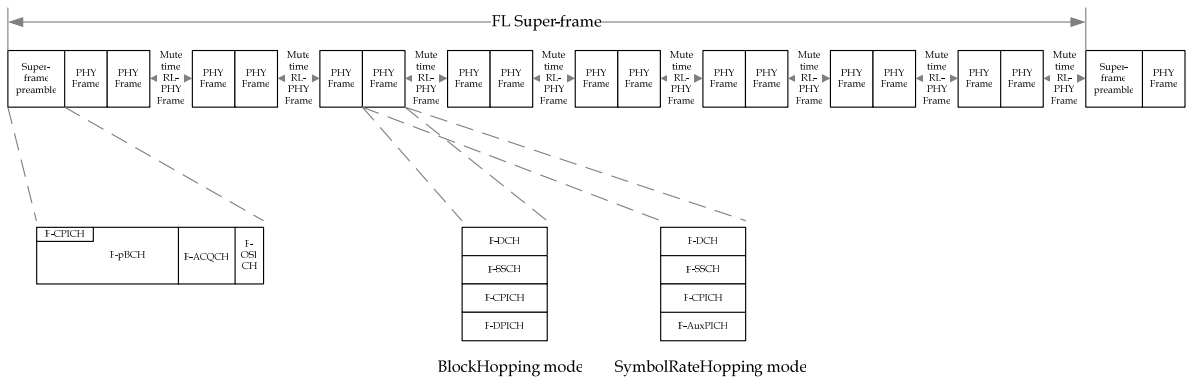 FL Super-frame
Super-
frame
preamble
PHY
Frame
PHY
Frame
Mute
time
RL-
PHY
Frame
PHY
Frame
PHY
Frame
Mute
time
RL-
PHY
Frame
PHY
Frame
PHY
Frame
Mute
time
RL-
PHY
Frame
PHY
Frame
PHY
Frame
Mute
time
RL-
PHY
Frame
PHY
Frame
PHY
Frame
Mute
time
RL-
PHY
Frame
PHY
Frame
PHY
Frame
Mute
time
RL-
PHY
Frame
PHY
Frame
PHY
Frame
Mute
time
RL-
PHY
Frame
PHY
Frame
PHY
Frame
Mute
time
RL-
PHY
Frame
Super-
frame
preamble
PHY
Frame
F-CPICH
F-pBCH
F-ACQCH
F-
OSI
CH
F-DCH
F-SSCH
F-CPICH
F-DPICH
BlockHopping mode
F-DCH
F-SSCH
F-CPICH
F-AuxPICH
SymbolRateHopping mode